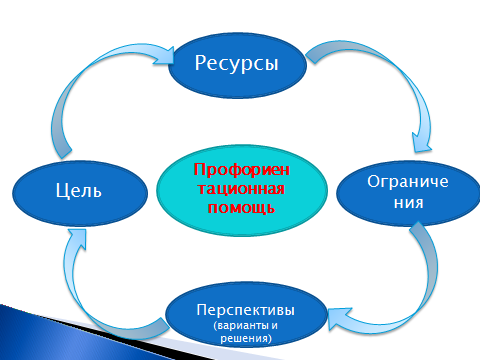 Ресурсы
Профориен
тационная
помощь
Цель
Ограниче
ния
Перспективы
(варианты и
решения)